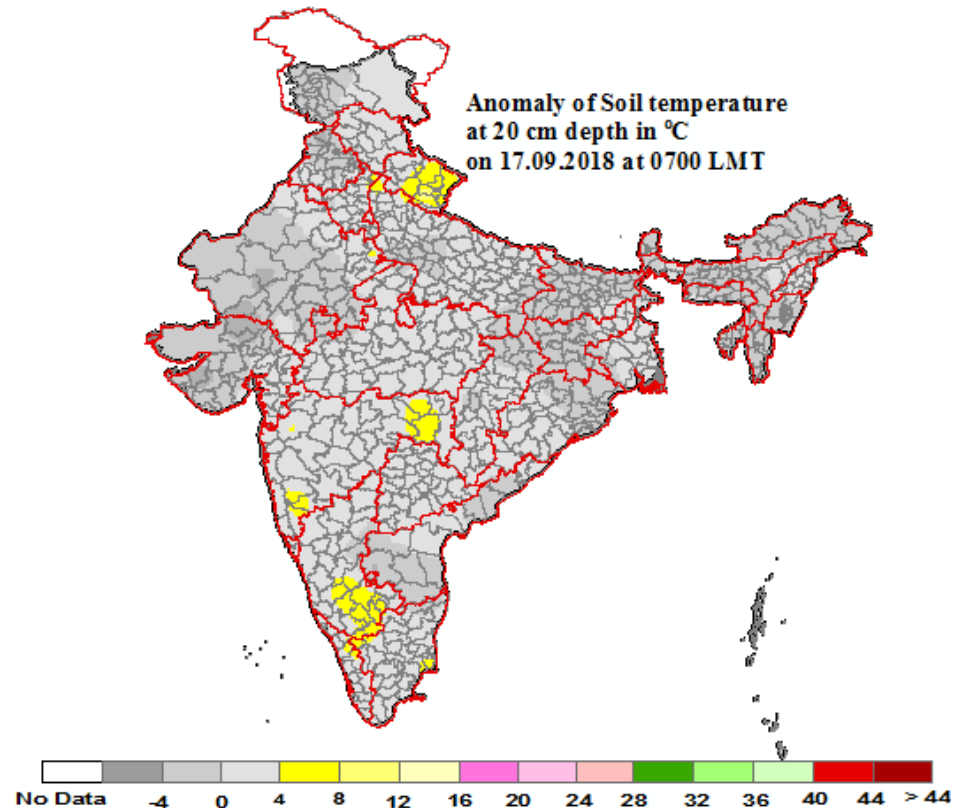 Anomaly of Soil temperature
at 20 cm depth in ⁰C
on 17.09.2018 at 0700 LMT
No Data -4 0 4 8 12 16 20 24 28 32 36 40 44 > 44